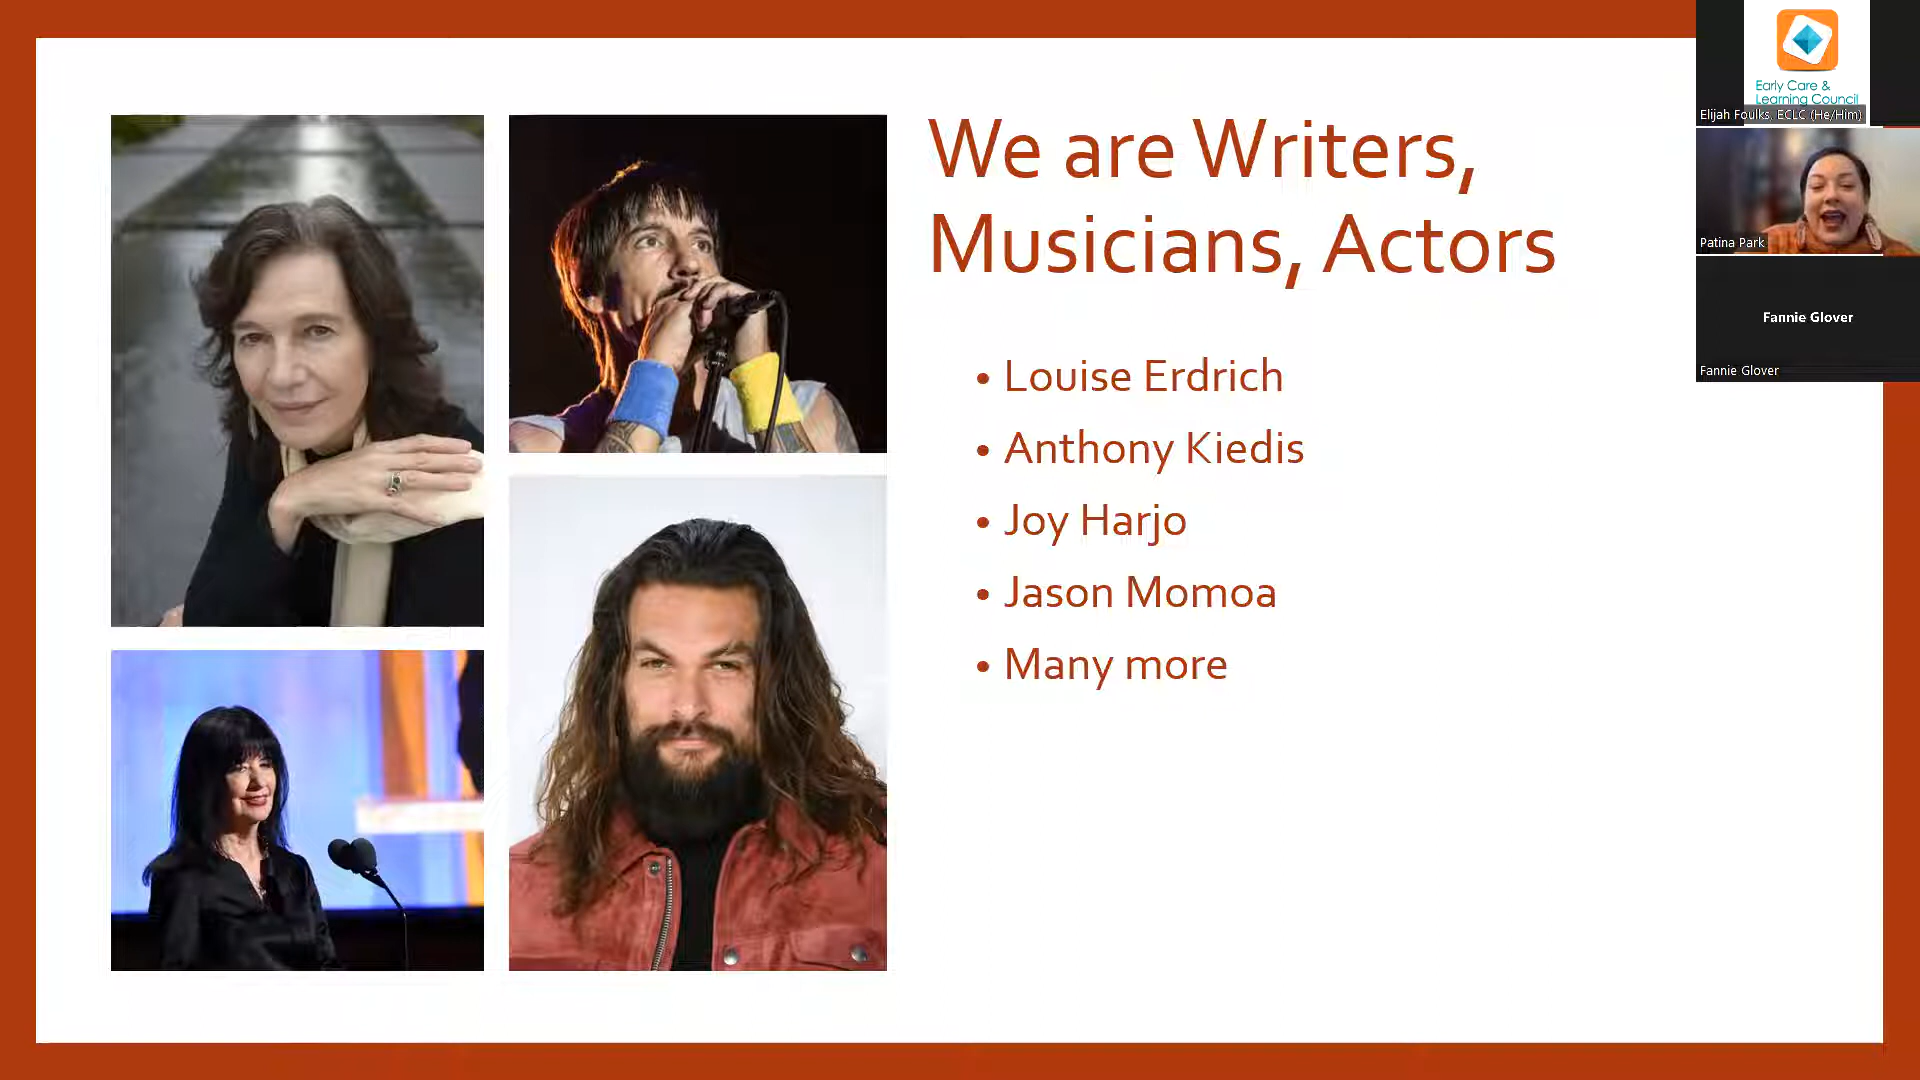 We are Writers,
Musicians, Actors
• Louise Erdrich
• Anthony Kiedis
• Joy Harjo
• Jason Momoa
• Many more
Early Care &
Learning Council
Elijah Foulks, ECLC (He/Him)
Patina Park
Fannie Glover
Fannie Glover